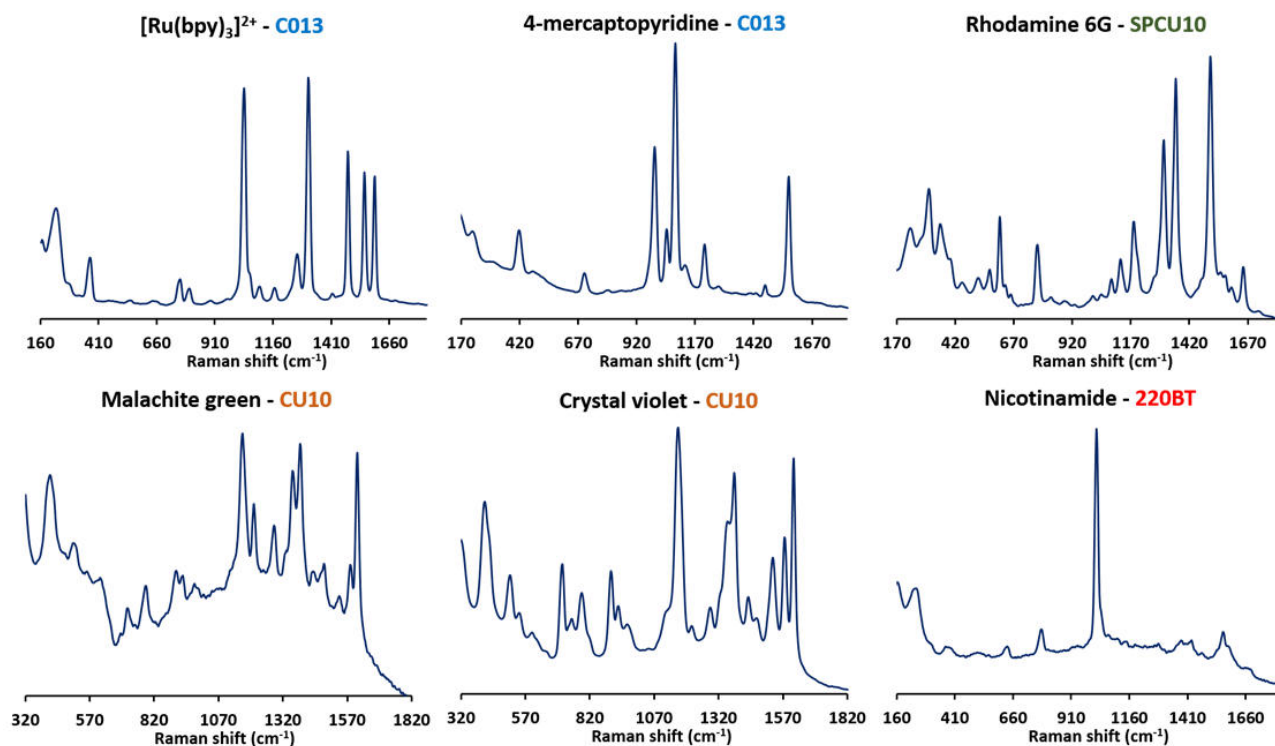 [Ru(bpy)₃]²⁺ - C013
4-mercaptopyridine - C013
Rhodamine 6G - SPCU10
160 410 660 910 1160 1410 1660
Raman shift (cm⁻¹)
170 420 670 920 1170 1420 1670
Raman shift (cm⁻¹)
170 420 670 920 1170 1420 1670
Raman shift (cm⁻¹)
Malachite green - CU10
Crystal violet - CU10
Nicotinamide - 220BT
320 570 820 1070 1320 1570 1820
Raman shift (cm⁻¹)
320 570 820 1070 1320 1570 1820
Raman shift (cm⁻¹)
160 410 660 910 1160 1410 1660
Raman shift (cm⁻¹)